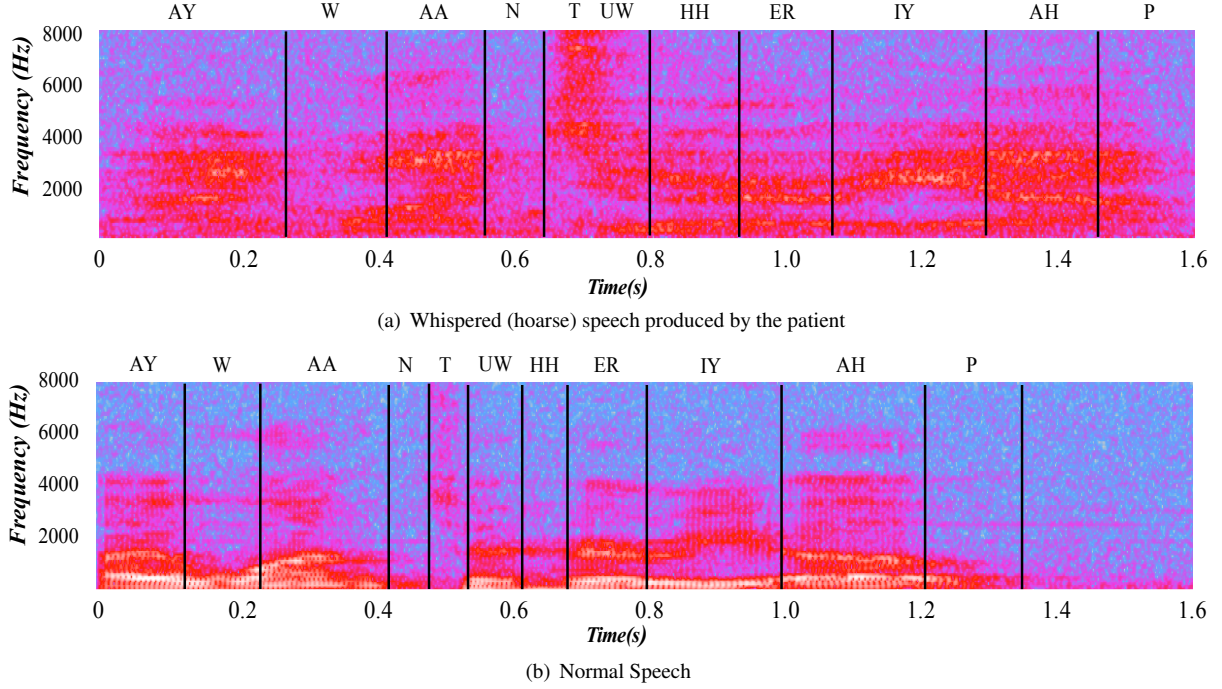 AY W AA N T UW HH ER IY AH P
8000
6000
4000
2000
Frequency (Hz)
0 0.2 0.4 0.6 0.8 1.0 1.2 1.4 1.6
Time(s)
(a) Whispered (hoarse) speech produced by the patient
AY W AA N T UW HH ER IY AH P
8000
6000
4000
2000
Frequency (Hz)
0 0.2 0.4 0.6 0.8 1.0 1.2 1.4 1.6
Time(s)
(b) Normal Speech